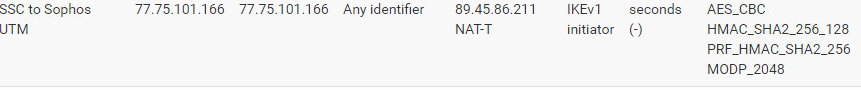 SSC to Sophos 77.75.101.166 77.75.101.166 Any identifier 89.45.86.211 IKEv1 seconds AES_CBC
UTM NAT-T initiator (-) HMAC_SHA2_256_128
PRF_HMAC_SHA2_256
MODP_2048